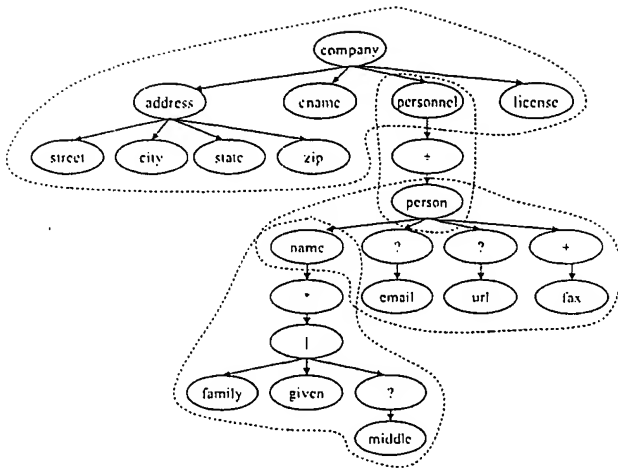 company
address cname personnel license
street city state zip +
person
name ? ? +
* email url fax
|
family given ?
middle